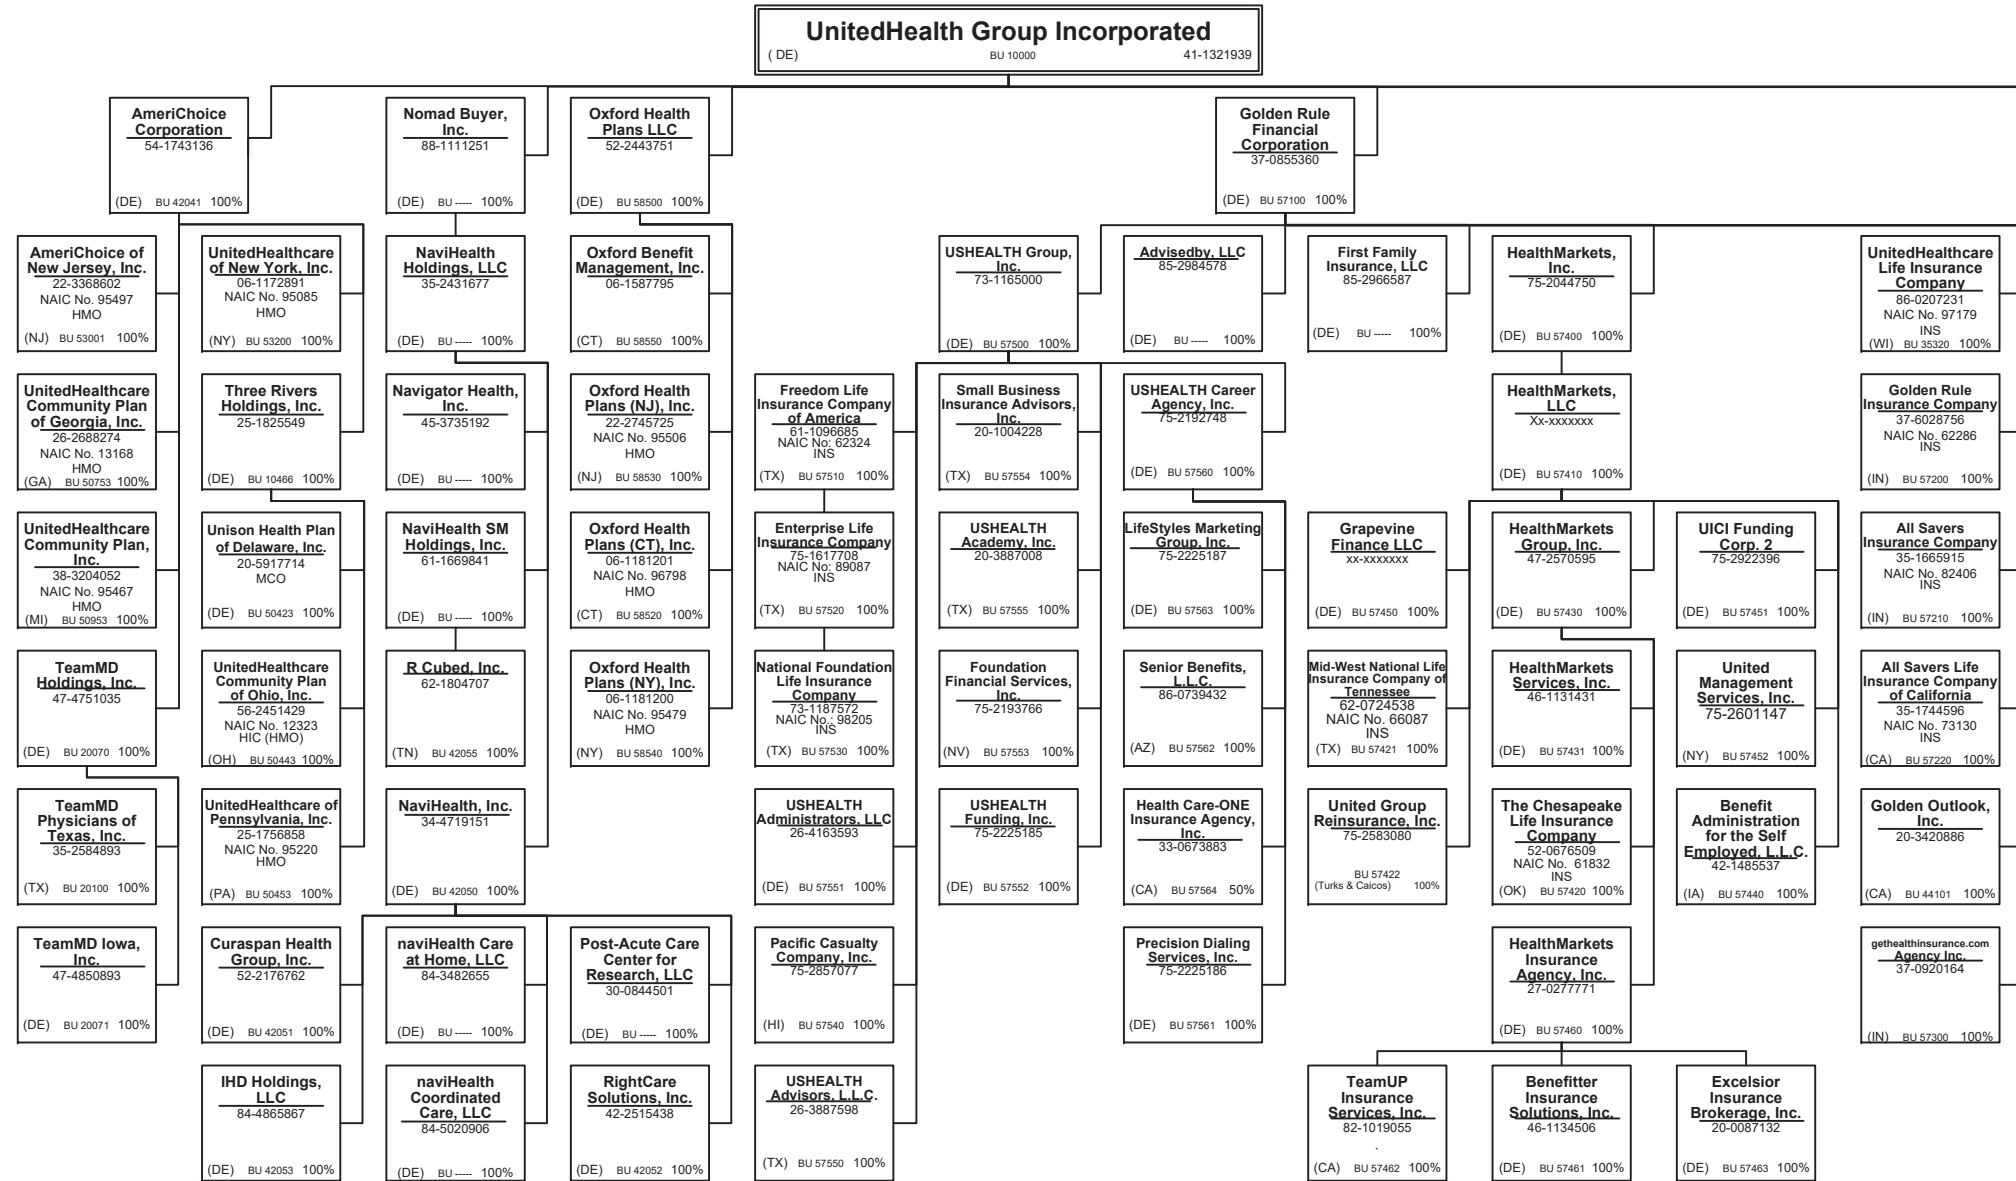 UnitedHealth Group Incorporated
( DE) BU 10000 41-1321939
AmeriChoice
Corporation
54-1743136
(DE) BU 42041 100%
Nomad Buyer,
Inc.
88-1111251
(DE) BU ----- 100%
Oxford Health
Plans LLC
52-2443751
(DE) BU 58500 100%
Golden Rule
Financial
Corporation
37-0855360
(DE) BU 57100 100%
AmeriChoice of
New Jersey, Inc.
22-3368602
NAIC No. 95497
HMO
(NJ) BU 53001 100%
UnitedHealthcare
of New York, Inc.
06-1172891
NAIC No. 95085
HMO
(NY) BU 53200 100%
NaviHealth
Holdings, LLC
35-2431677
(DE) BU ----- 100%
Oxford Benefit
Management, Inc.
06-1587795
(CT) BU 58550 100%
USHEALTH Group,
Inc.
73-1165000
(DE) BU 57500 100%
Advisedby, LLC
85-2984578
(DE) BU ----- 100%
First Family
Insurance, LLC
85-2966587
(DE) BU ----- 100%
HealthMarkets,
Inc.
75-2044750
(DE) BU 57400 100%
UnitedHealthcare
Life Insurance
Company
86-0207231
NAIC No. 97179
INS
(WI) BU 35320 100%
UnitedHealthcare
Community Plan
of Georgia, Inc.
26-2688274
NAIC No. 13168
HMO
(GA) BU 50753 100%
Three Rivers
Holdings, Inc.
25-1825549
(DE) BU 10466 100%
Navigator Health,
Inc.
45-3735192
(DE) BU ----- 100%
Oxford Health
Plans (NJ), Inc.
22-2745725
NAIC No. 95506
HMO
(NJ) BU 58530 100%
Freedom Life
Insurance Company
of America
61-1096685
NAIC No: 62324
INS
(TX) BU 57510 100%
Small Business
Insurance Advisors,
Inc.
20-1004228
(TX) BU 57554 100%
USHEALTH Career
Agency, Inc.
75-2192748
(DE) BU 57560 100%
HealthMarkets,
LLC
Xx-xxxxxxx
(DE) BU 57410 100%
Golden Rule
Insurance Company
37-6028756
NAIC No. 62286
INS
(IN) BU 57200 100%
UnitedHealthcare
Community Plan,
Inc.
38-3204052
NAIC No. 95467
HMO
(MI) BU 50953 100%
Unison Health Plan
of Delaware, Inc.
20-5917714
MCO
(DE) BU 50423 100%
NaviHealth SM
Holdings, Inc.
61-1669841
(DE) BU ----- 100%
Oxford Health
Plans (CT), Inc.
06-1181201
NAIC No. 96798
HMO
(CT) BU 58520 100%
Enterprise Life
Insurance Company
75-1617708
NAIC No: 89087
INS
(TX) BU 57520 100%
USHEALTH
Academy, Inc.
20-3887008
(TX) BU 57555 100%
LifeStyles Marketing
Group, Inc.
75-2225187
(DE) BU 57563 100%
Grapevine
Finance LLC
xx-xxxxxxx
(DE) BU 57450 100%
HealthMarkets
Group, Inc.
47-2570595
(DE) BU 57430 100%
UICI Funding
Corp. 2
75-2922396
(DE) BU 57451 100%
All Savers
Insurance Company
35-1665915
NAIC No. 82406
INS
(IN) BU 57210 100%
TeamMD
Holdings, Inc.
47-4751035
(DE) BU 20070 100%
UnitedHealthcare
Community Plan
of Ohio, Inc.
56-2451429
NAIC No. 12323
HIC (HMO)
(OH) BU 50443 100%
R Cubed, Inc.
62-1804707
(TN) BU 42055 100%
Oxford Health
Plans (NY), Inc.
06-1181200
NAIC No. 95479
HMO
(NY) BU 58540 100%
National Foundation
Life Insurance
Company
73-1187572
NAIC No.: 98205
INS
(TX) BU 57530 100%
Foundation
Financial Services,
Inc.
75-2193766
(NV) BU 57553 100%
Senior Benefits,
L.L.C.
86-0739432
(AZ) BU 57562 100%
Mid-West National Life
Insurance Company of
Tennessee
62-0724538
NAIC No. 66087
INS
(TX) BU 57421 100%
HealthMarkets
Services, Inc.
46-1131431
(DE) BU 57431 100%
United
Management
Services, Inc.
75-2601147
(NY) BU 57452 100%
All Savers Life
Insurance Company
of California
35-1744596
NAIC No. 73130
INS
(CA) BU 57220 100%
TeamMD
Physicians of
Texas, Inc.
35-2584893
(TX) BU 20100 100%
UnitedHealthcare of
Pennsylvania, Inc.
25-1756858
NAIC No. 95220
HMO
(PA) BU 50453 100%
NaviHealth, Inc.
34-4719151
(DE) BU 42050 100%
USHEALTH
Administrators, LLC
26-4163593
(DE) BU 57551 100%
USHEALTH
Funding, Inc.
75-2225185
(DE) BU 57552 100%
Health Care-ONE
Insurance Agency,
Inc.
33-0673883
(CA) BU 57564 50%
United Group
Reinsurance, Inc.
75-2583080
BU 57422
(Turks & Caicos) 100%
The Chesapeake
Life Insurance
Company
52-0676509
NAIC No. 61832
INS
(OK) BU 57420 100%
Benefit
Administration
for the Self
Employed, L.L.C.
42-1485537
(IA) BU 57440 100%
Golden Outlook,
Inc.
20-3420886
(CA) BU 44101 100%
TeamMD Iowa,
Inc.
47-4850893
(DE) BU 20071 100%
Curaspan Health
Group, Inc.
52-2176762
(DE) BU 42051 100%
naviHealth Care
at Home, LLC
84-3482655
(DE) BU ----- 100%
Post-Acute Care
Center for
Research, LLC
30-0844501
(DE) BU ----- 100%
Pacific Casualty
Company, Inc.
75-2857077
(HI) BU 57540 100%
Precision Dialing
Services, Inc.
75-2225186
(DE) BU 57561 100%
HealthMarkets
Insurance
Agency, Inc.
27-0277771
(DE) BU 57460 100%
gethealthinsurance.com
Agency Inc.
37-0920164
(IN) BU 57300 100%
IHD Holdings,
LLC
84-4865867
(DE) BU 42053 100%
naviHealth
Coordinated
Care, LLC
84-5020906
(DE) BU ----- 100%
RightCare
Solutions, Inc.
42-2515438
(DE) BU 42052 100%
USHEALTH
Advisors, L.L.C.
26-3887598
(TX) BU 57550 100%
TeamUP
Insurance
Services, Inc.
82-1019055
(CA) BU 57462 100%
Benefitter
Insurance
Solutions, Inc.
46-1134506
(DE) BU 57461 100%
Excelsior
Insurance
Brokerage, Inc.
20-0087132
(DE) BU 57463 100%